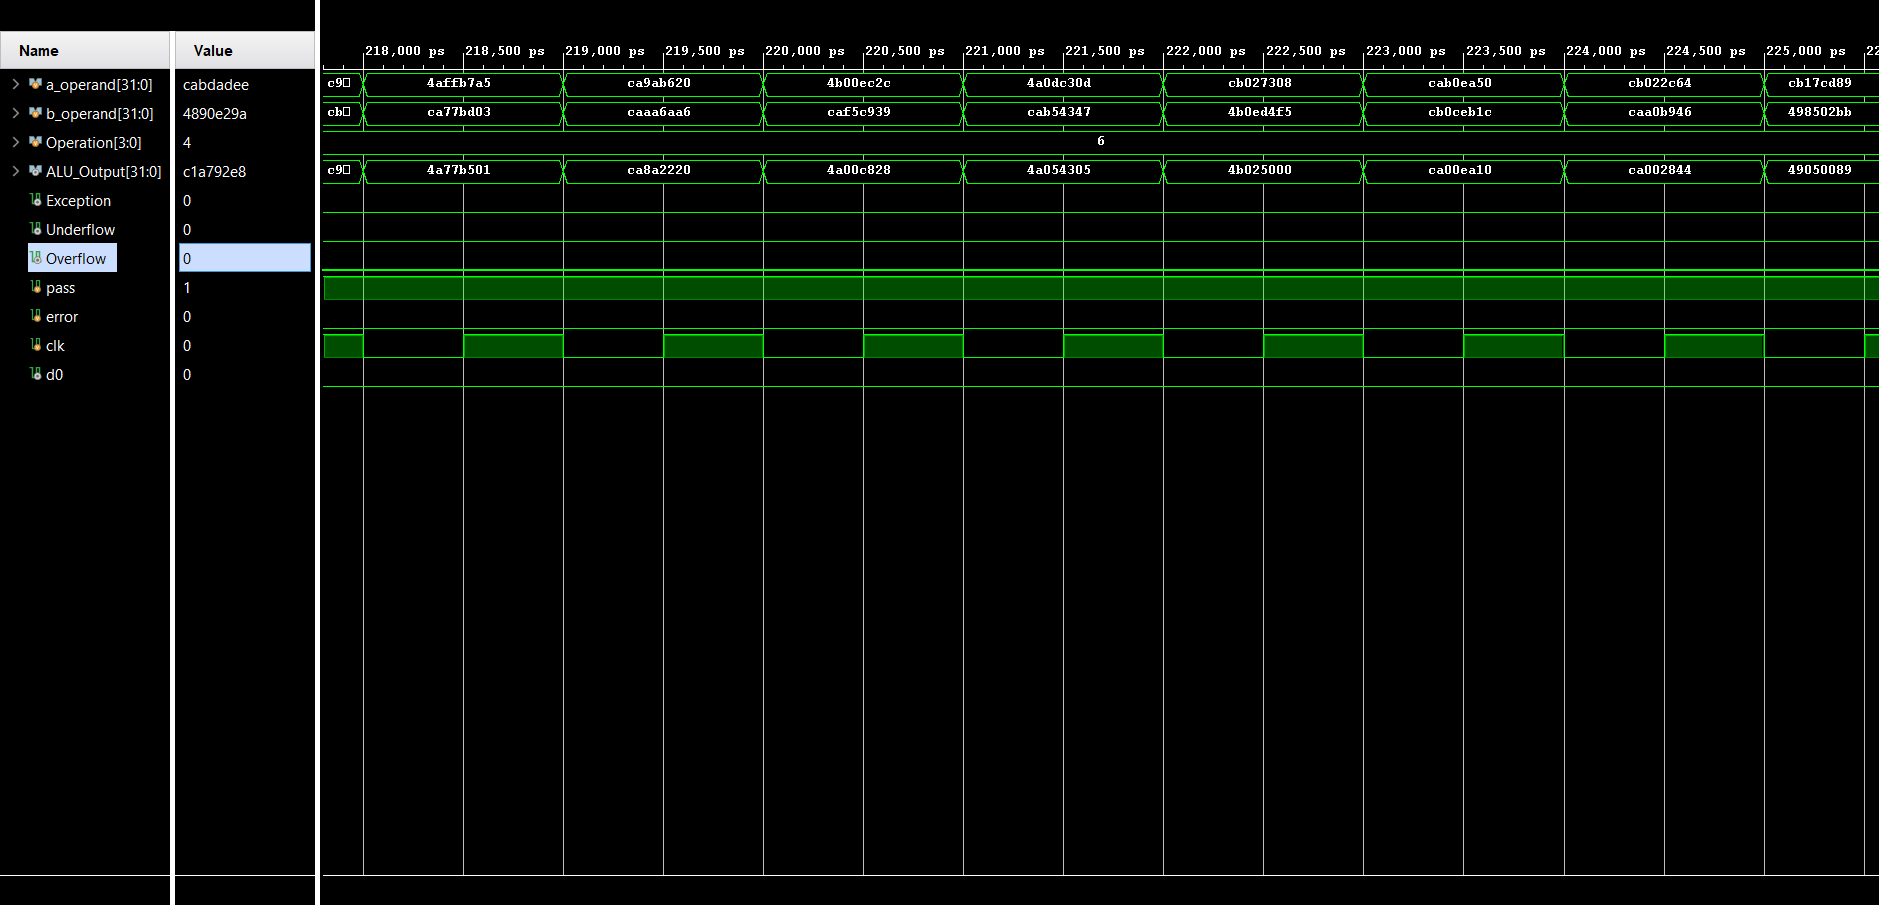 Name Value
218,000 ps 218,500 ps 219,000 ps 219,500 ps 220,000 ps 220,500 ps 221,000 ps 221,500 ps 222,000 ps 222,500 ps 223,000 ps 223,500 ps 224,000 ps 224,500 ps 225,000 ps 22
a_operand[31:0] cabdadee c9 4affb7a5 ca9ab620 4b00ec2c 4a0dc30d cb027308 cab0ea50 cb022c64 cb17cd89
b_operand[31:0] 4890e29a cb ca77bd03 caaa6aa6 caf5c939 cab54347 4b0ed4f5 cb0ceb1c caa0b946 498502bb
Operation[3:0] 4 6
ALU_Output[31:0] c1a792e8 c9 4a77b501 ca8a2220 4a00c828 4a054305 4b025000 ca00ea10 ca002844 49050089
Exception 0
Underflow 0
Overflow 0
pass 1
error 0
clk 0
d0 0